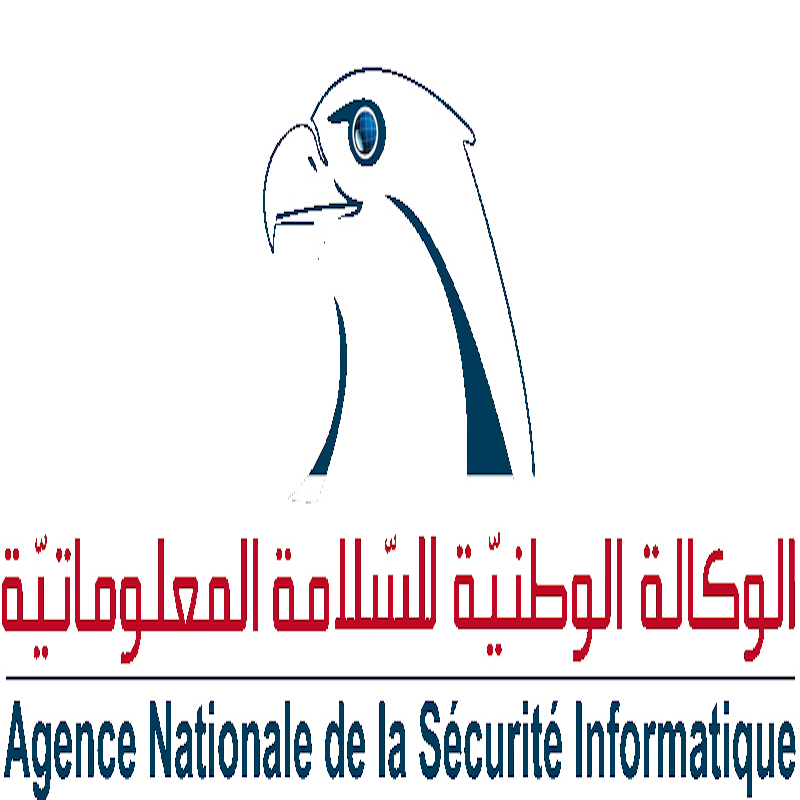 الوكالة الوطنيّة للسّلامة المعلوماتيّة
Agence Nationale de la Sécurité Informatique